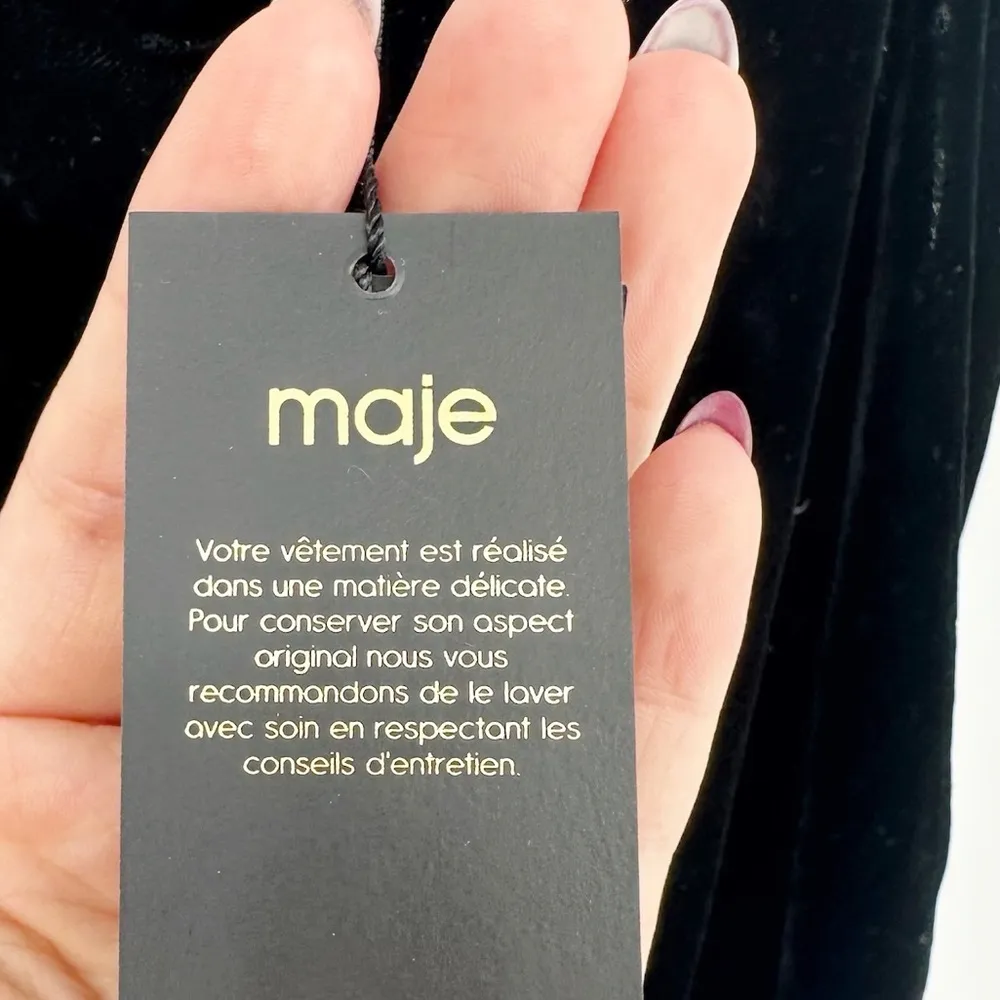 maje
Votre vêtement est réalisé
dans une matière délicate.
Pour conserver son aspect
original nous vous
recommandons de le laver
avec soin en respectant les
conseils d'entretien.